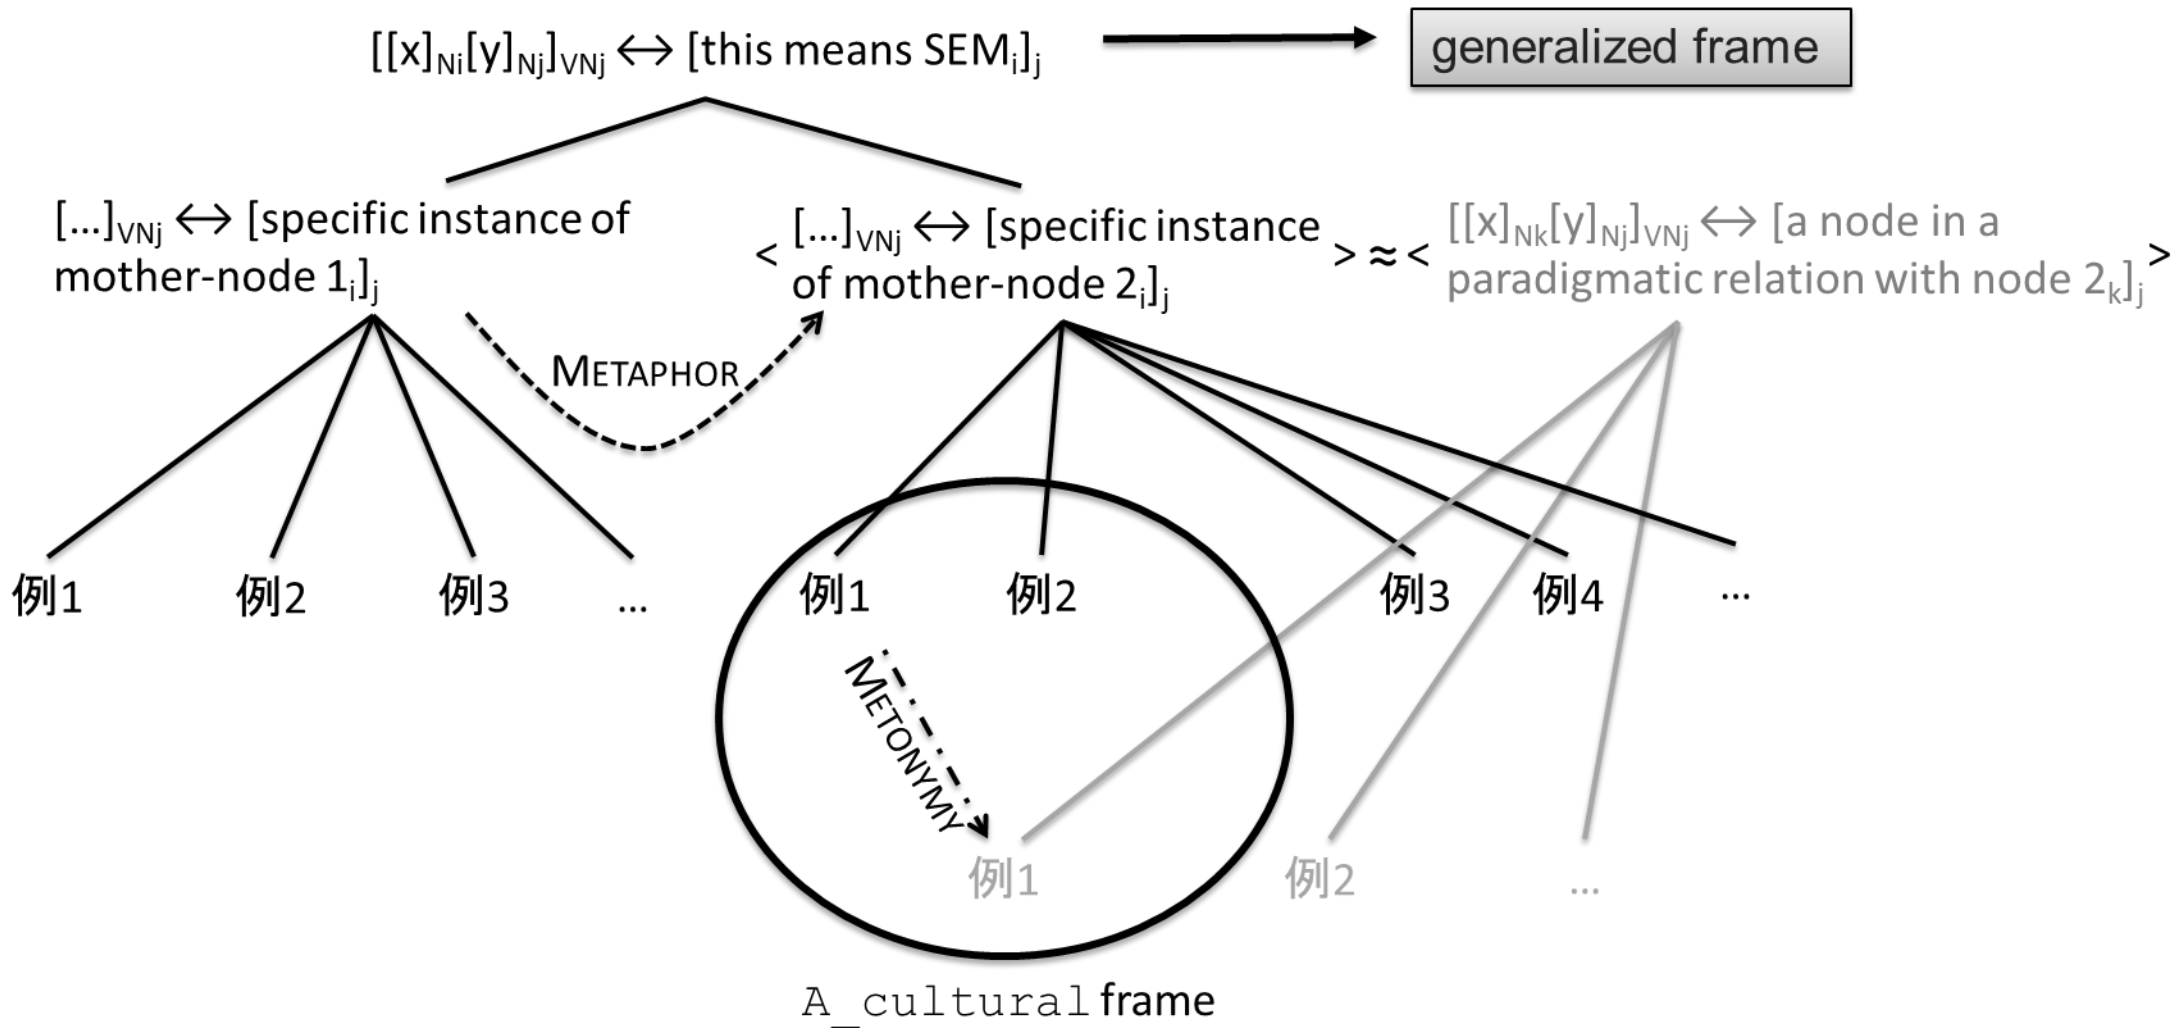 [[x]Ni[y]Nj]VNj ↔ [this means SEMi]j
generalized frame
[…]VNj ↔ [specific instance of
mother-node 1i]j
< […]VNj ↔ [specific instance
of mother-node 2i]j > ≈ <
[[x]Nk[y]Nj]VNj ↔ [a node in a
paradigmatic relation with node 2k]j >
METAPHOR
例1
例2
例3
…
例1
例2
例3
例4
…
METONYMY
例1
例2
…
A_cultural frame